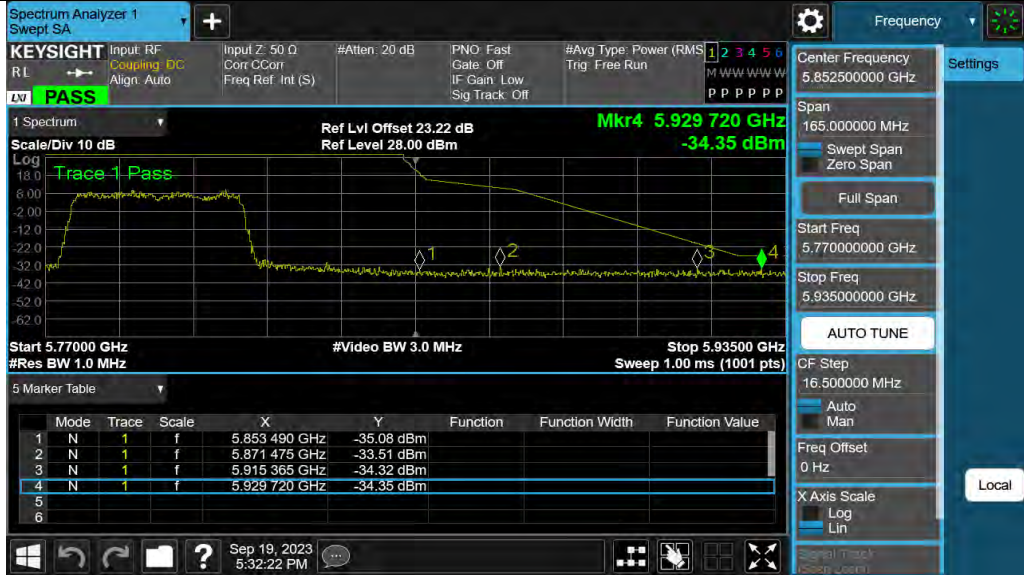 Spectrum Analyzer 1
Swept SA
+
Frequency
KEYSIGHT
RL
LXI PASS
Input: RF
Coupling: DC
Align: Auto
Input Z: 50 Ω
Corr CCorr
Freq Ref: Int (S)
#Atten: 20 dB
PNO: Fast
Gate: Off
IF Gain: Low
Sig Track: Off
#Avg Type: Power (RMS
Trig: Free Run
1 2 3 4 5 6
M W W W W W
P P P P P P
1 Spectrum
Scale/Div 10 dB
Ref Lvl Offset 23.22 dB
Ref Level 28.00 dBm
Mkr4 5.929 720 GHz
-34.35 dBm
Log
Trace 1 Pass
18.0
8.00
-2.00
-12.0
-22.0
-32.0
-42.0
-52.0
-62.0
1
2
3
4
Start 5.77000 GHz
#Video BW 3.0 MHz
Stop 5.93500 GHz
#Res BW 1.0 MHz
Sweep 1.00 ms (1001 pts)
5 Marker Table
Mode Trace Scale X Y Function Function Width Function Value
1 N 1 f 5.853 490 GHz -35.08 dBm
2 N 1 f 5.871 475 GHz -33.51 dBm
3 N 1 f 5.915 365 GHz -34.32 dBm
4 N 1 f 5.929 720 GHz -34.35 dBm
5
6
?
Sep 19, 2023
5:32:22 PM
Center Frequency
5.852500000 GHz
Settings
Span
165.000000 MHz
Swept Span
Zero Span
Full Span
Start Freq
5.770000000 GHz
Stop Freq
5.935000000 GHz
AUTO TUNE
CF Step
16.500000 MHz
Auto
Man
Freq Offset
0 Hz
Local
X Axis Scale
Log
Lin
Signal Track
(Span Zoom)